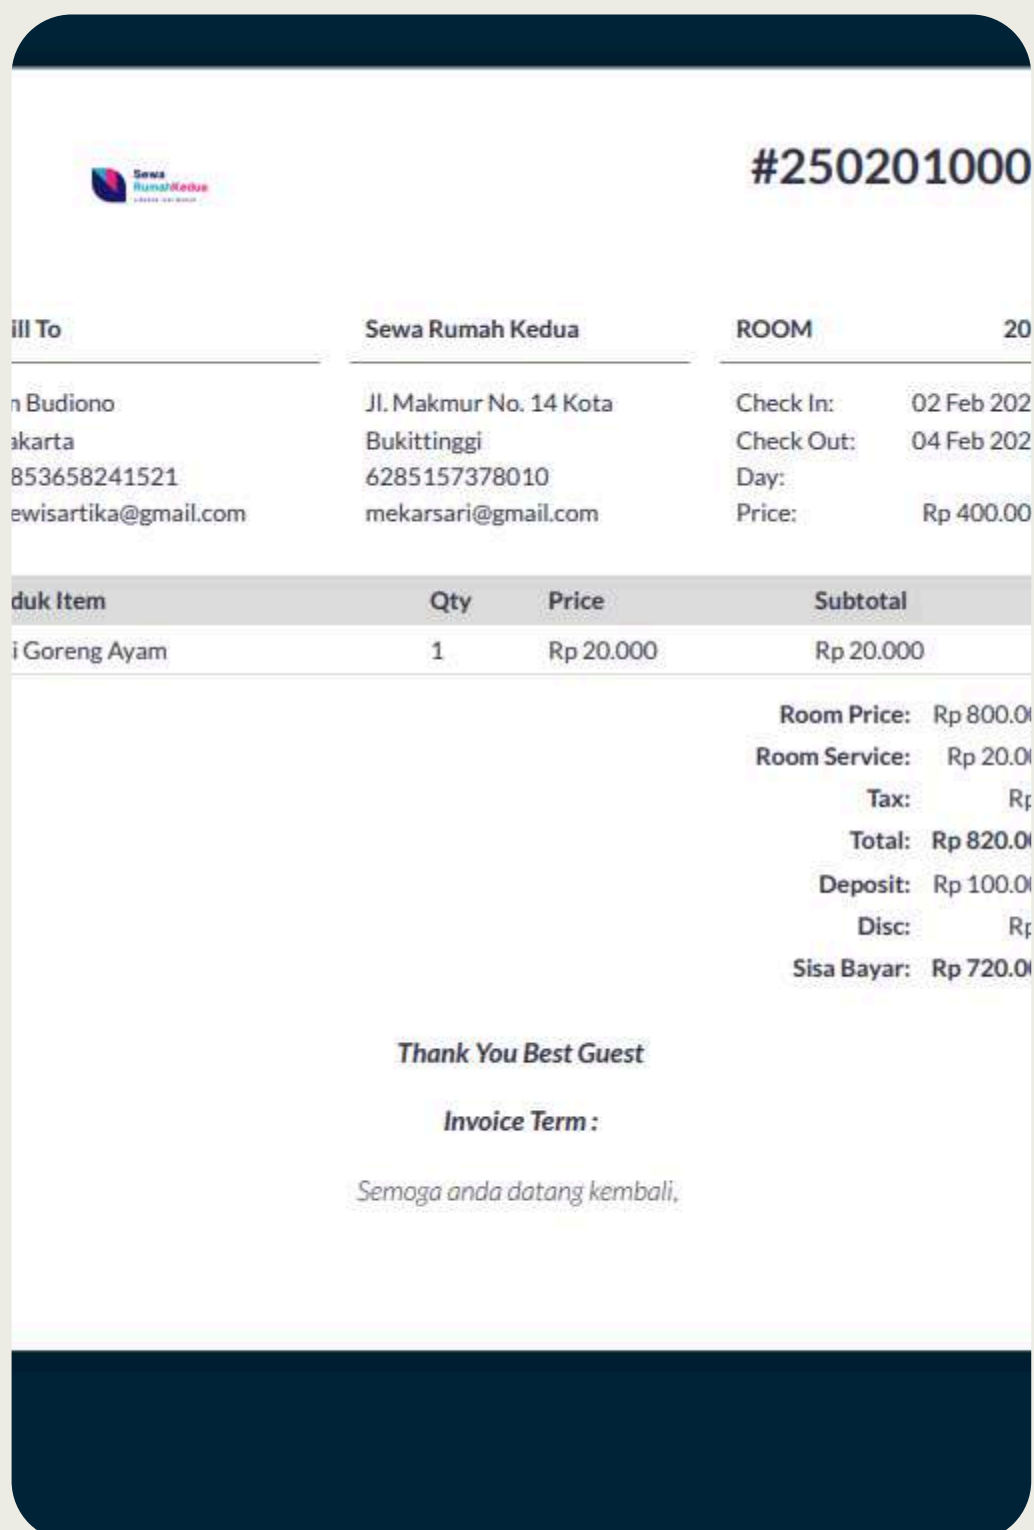 Sewa
RumahKedua
#250201000
ill To
n Budiono
akarta
853658241521
ewisartika@gmail.com
Sewa Rumah Kedua
Jl. Makmur No. 14 Kota
Bukittinggi
6285157378010
mekarsari@gmail.com
ROOM 20
Check In: 02 Feb 202
Check Out: 04 Feb 202
Day:
Price: Rp 400.00
duk Item Qty Price Subtotal
i Goreng Ayam 1 Rp 20.000 Rp 20.000
Room Price: Rp 800.0
Room Service: Rp 20.0
Tax: Rp
Total: Rp 820.0
Deposit: Rp 100.0
Disc: Rp
Sisa Bayar: Rp 720.0
Thank You Best Guest
Invoice Term :
Semoga anda datang kembali,